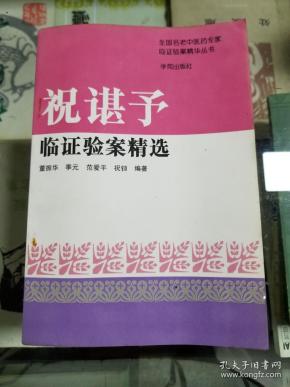 全国名老中医药专家
临证验案精华丛书
学苑出版社
祝谌予
临证验案精选
董振华 季元 范爱平 祝镕 编著
孔夫子旧书网